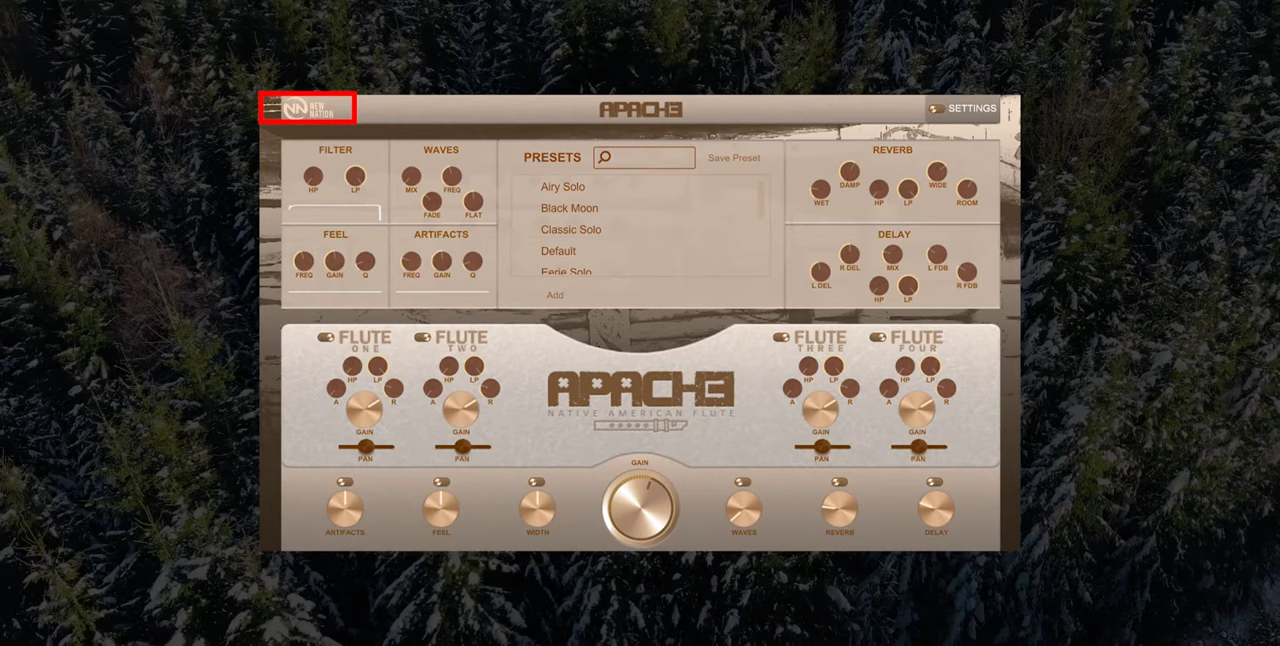 NEW
NATION
APACHE
SETTINGS
FILTER
HP
LP
WAVES
MIX
FREQ
FADE
FLAT
FEEL
FREQ
GAIN
Q
ARTIFACTS
FREQ
GAIN
Q
PRESETS
Save Preset
Airy Solo
Black Moon
Classic Solo
Default
Eerie Solo
Add
REVERB
WET
DAMP
HP
LP
WIDE
ROOM
DELAY
L DEL
R DEL
MIX
HP
LP
L FDB
R FDB
FLUTE
ONE
HP
LP
A
R
GAIN
PAN
FLUTE
TWO
HP
LP
A
R
GAIN
PAN
APACHE
NATIVE AMERICAN FLUTE
FLUTE
THREE
HP
LP
A
R
GAIN
PAN
FLUTE
FOUR
HP
LP
A
R
GAIN
PAN
ARTIFACTS
FEEL
WIDTH
GAIN
WAVES
REVERB
DELAY